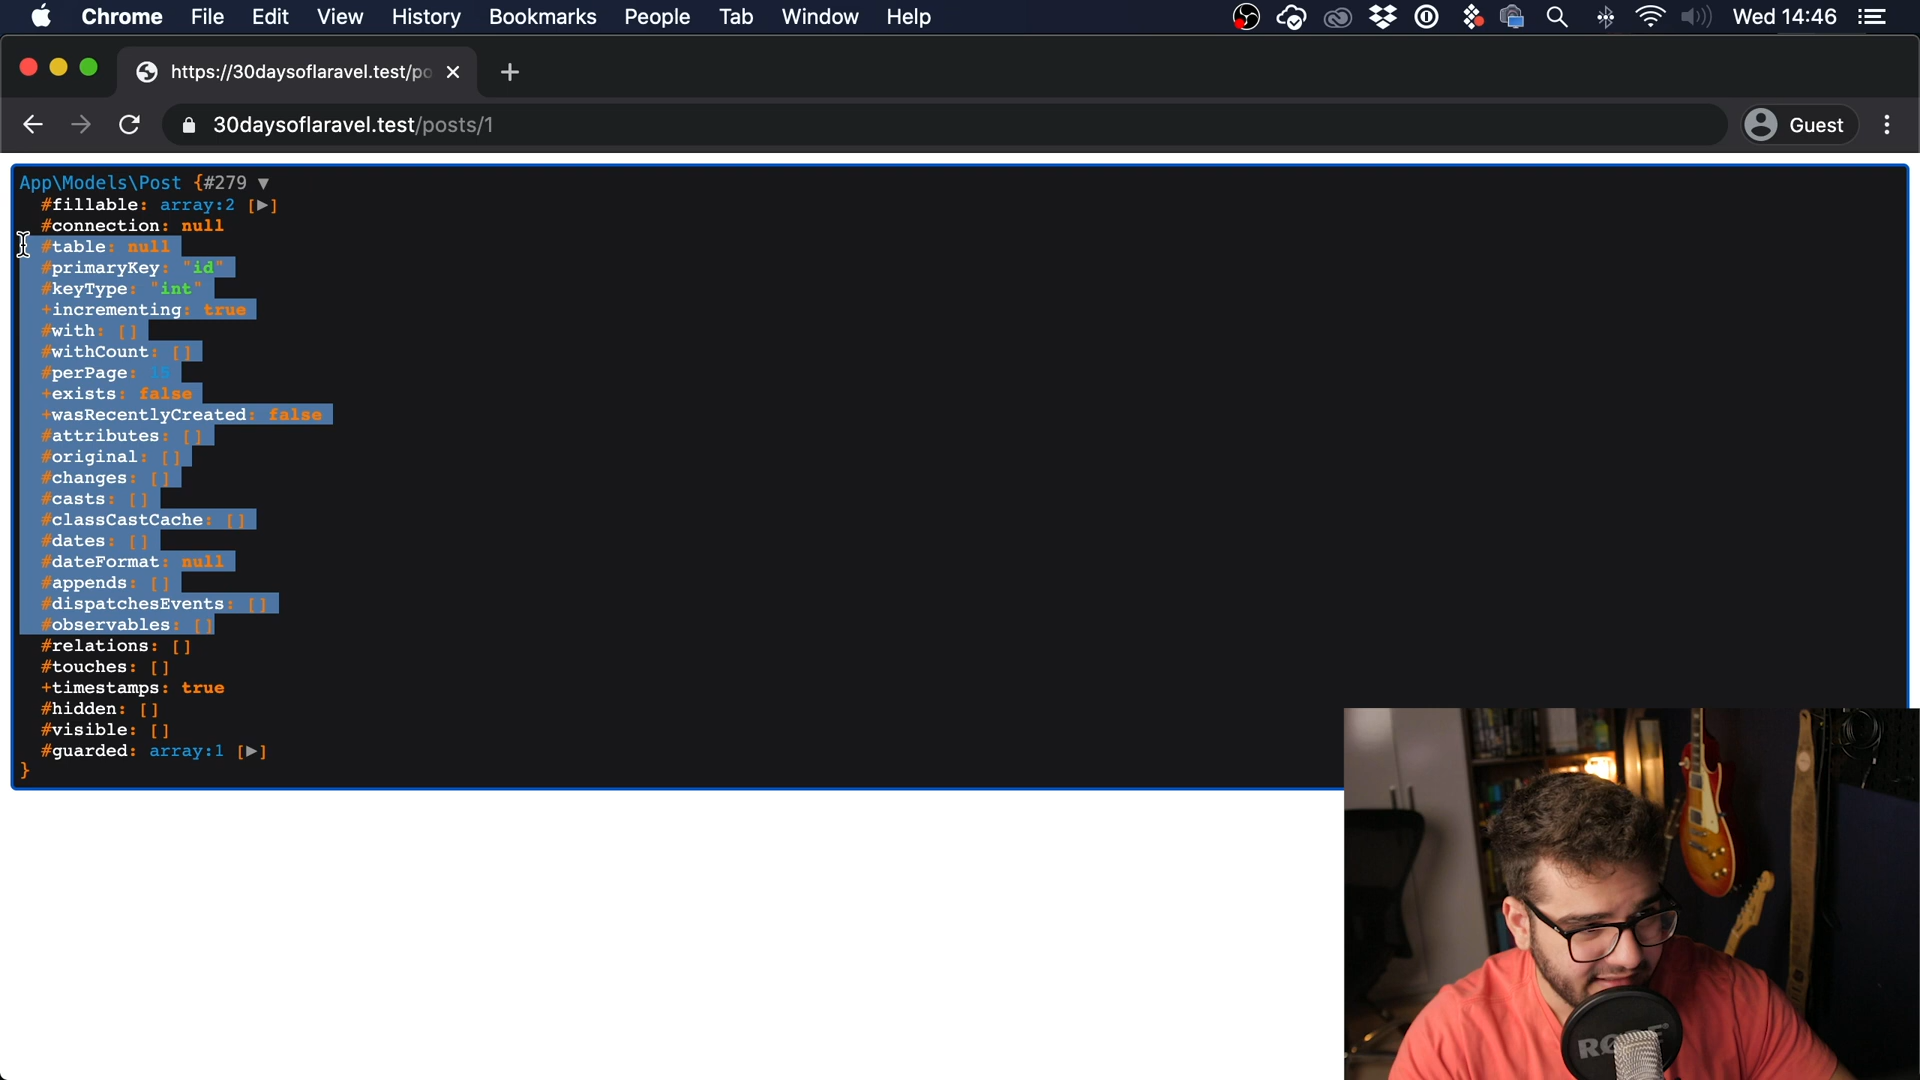 Chrome File Edit View History Bookmarks People Tab Window Help Wed 14:46
https://30daysoflaravel.test/po
30daysoflaravel.test/posts/1 Guest
App\Models\Post {#279 ▼
#fillable: array:2 [▶]
#connection: null
#table: null
#primaryKey: "id"
#keyType: "int"
+incrementing: true
#with: []
#withCount: []
#perPage: 15
+exists: false
+wasRecentlyCreated: false
#attributes: []
#original: []
#changes: []
#casts: []
#classCastCache: []
#dates: []
#dateFormat: null
#appends: []
#dispatchesEvents: []
#observables: []
#relations: []
#touches: []
+timestamps: true
#hidden: []
#visible: []
#guarded: array:1 [▶]
}
RØDE